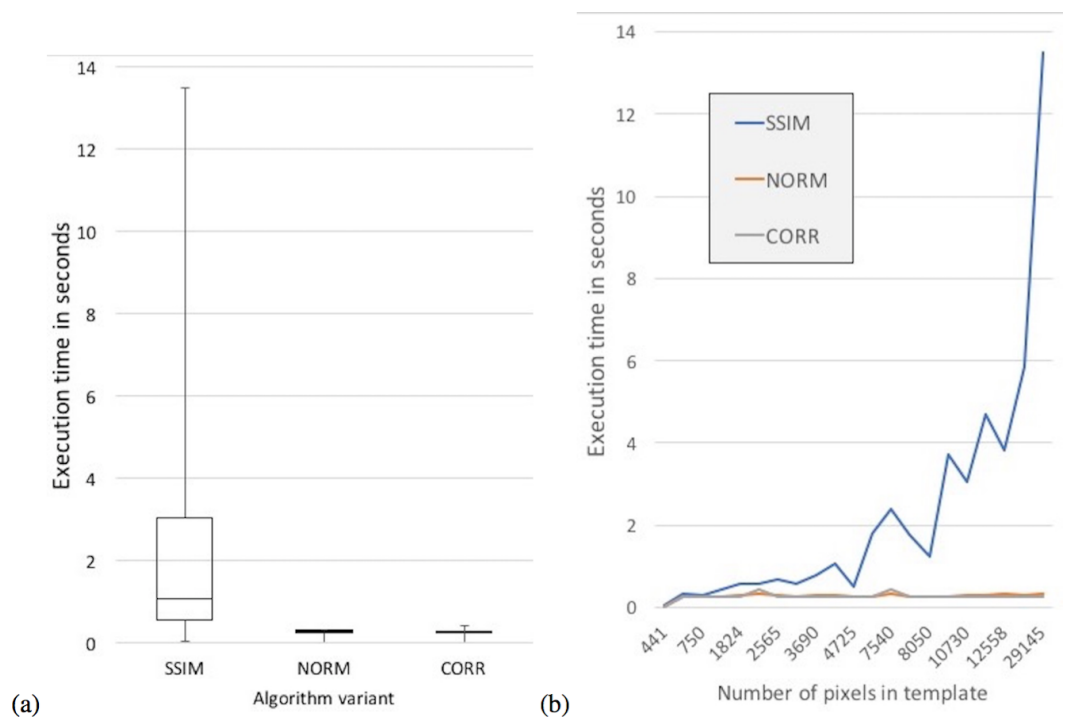 14
12
10
8
6
4
2
0
Execution time in seconds
SSIM
NORM
CORR
Algorithm variant
(a)
14
12
10
8
6
4
2
0
Execution time in seconds
SSIM
NORM
CORR
441
750
1824
2565
3690
4725
7540
8050
10730
12558
29145
Number of pixels in template
(b)